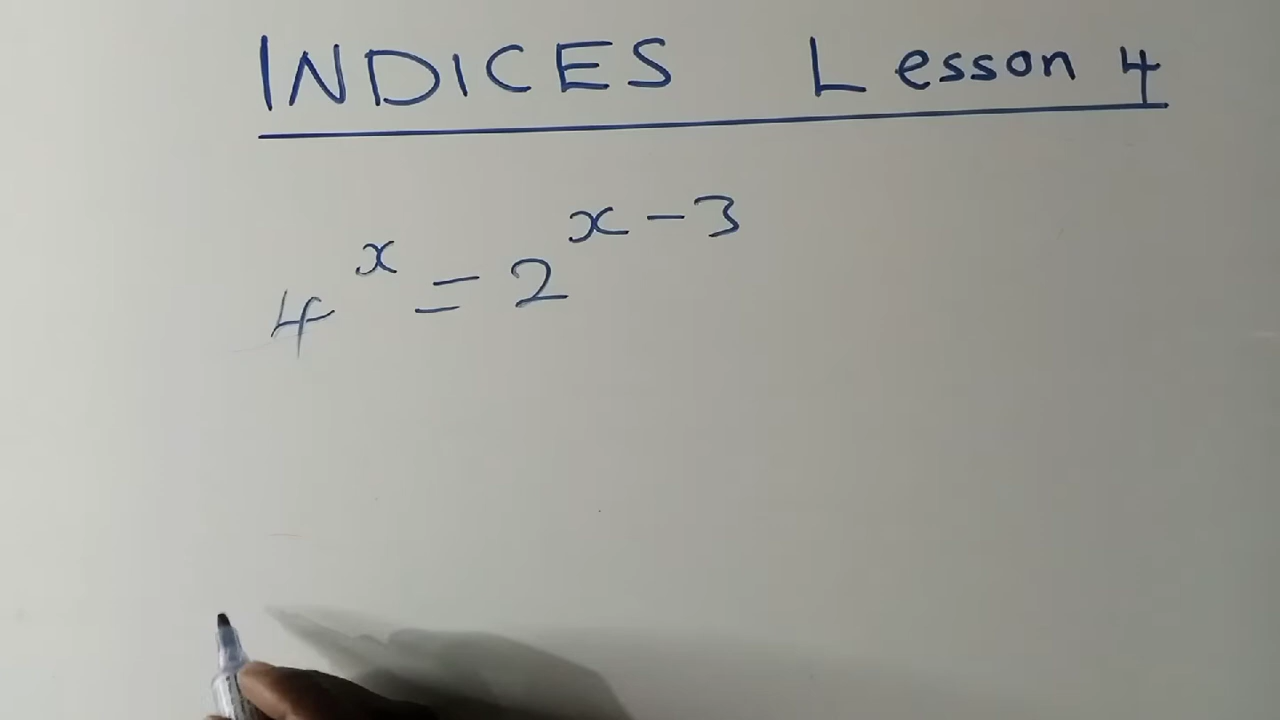 INDICES Lesson 4
4^x = 2^{x - 3}